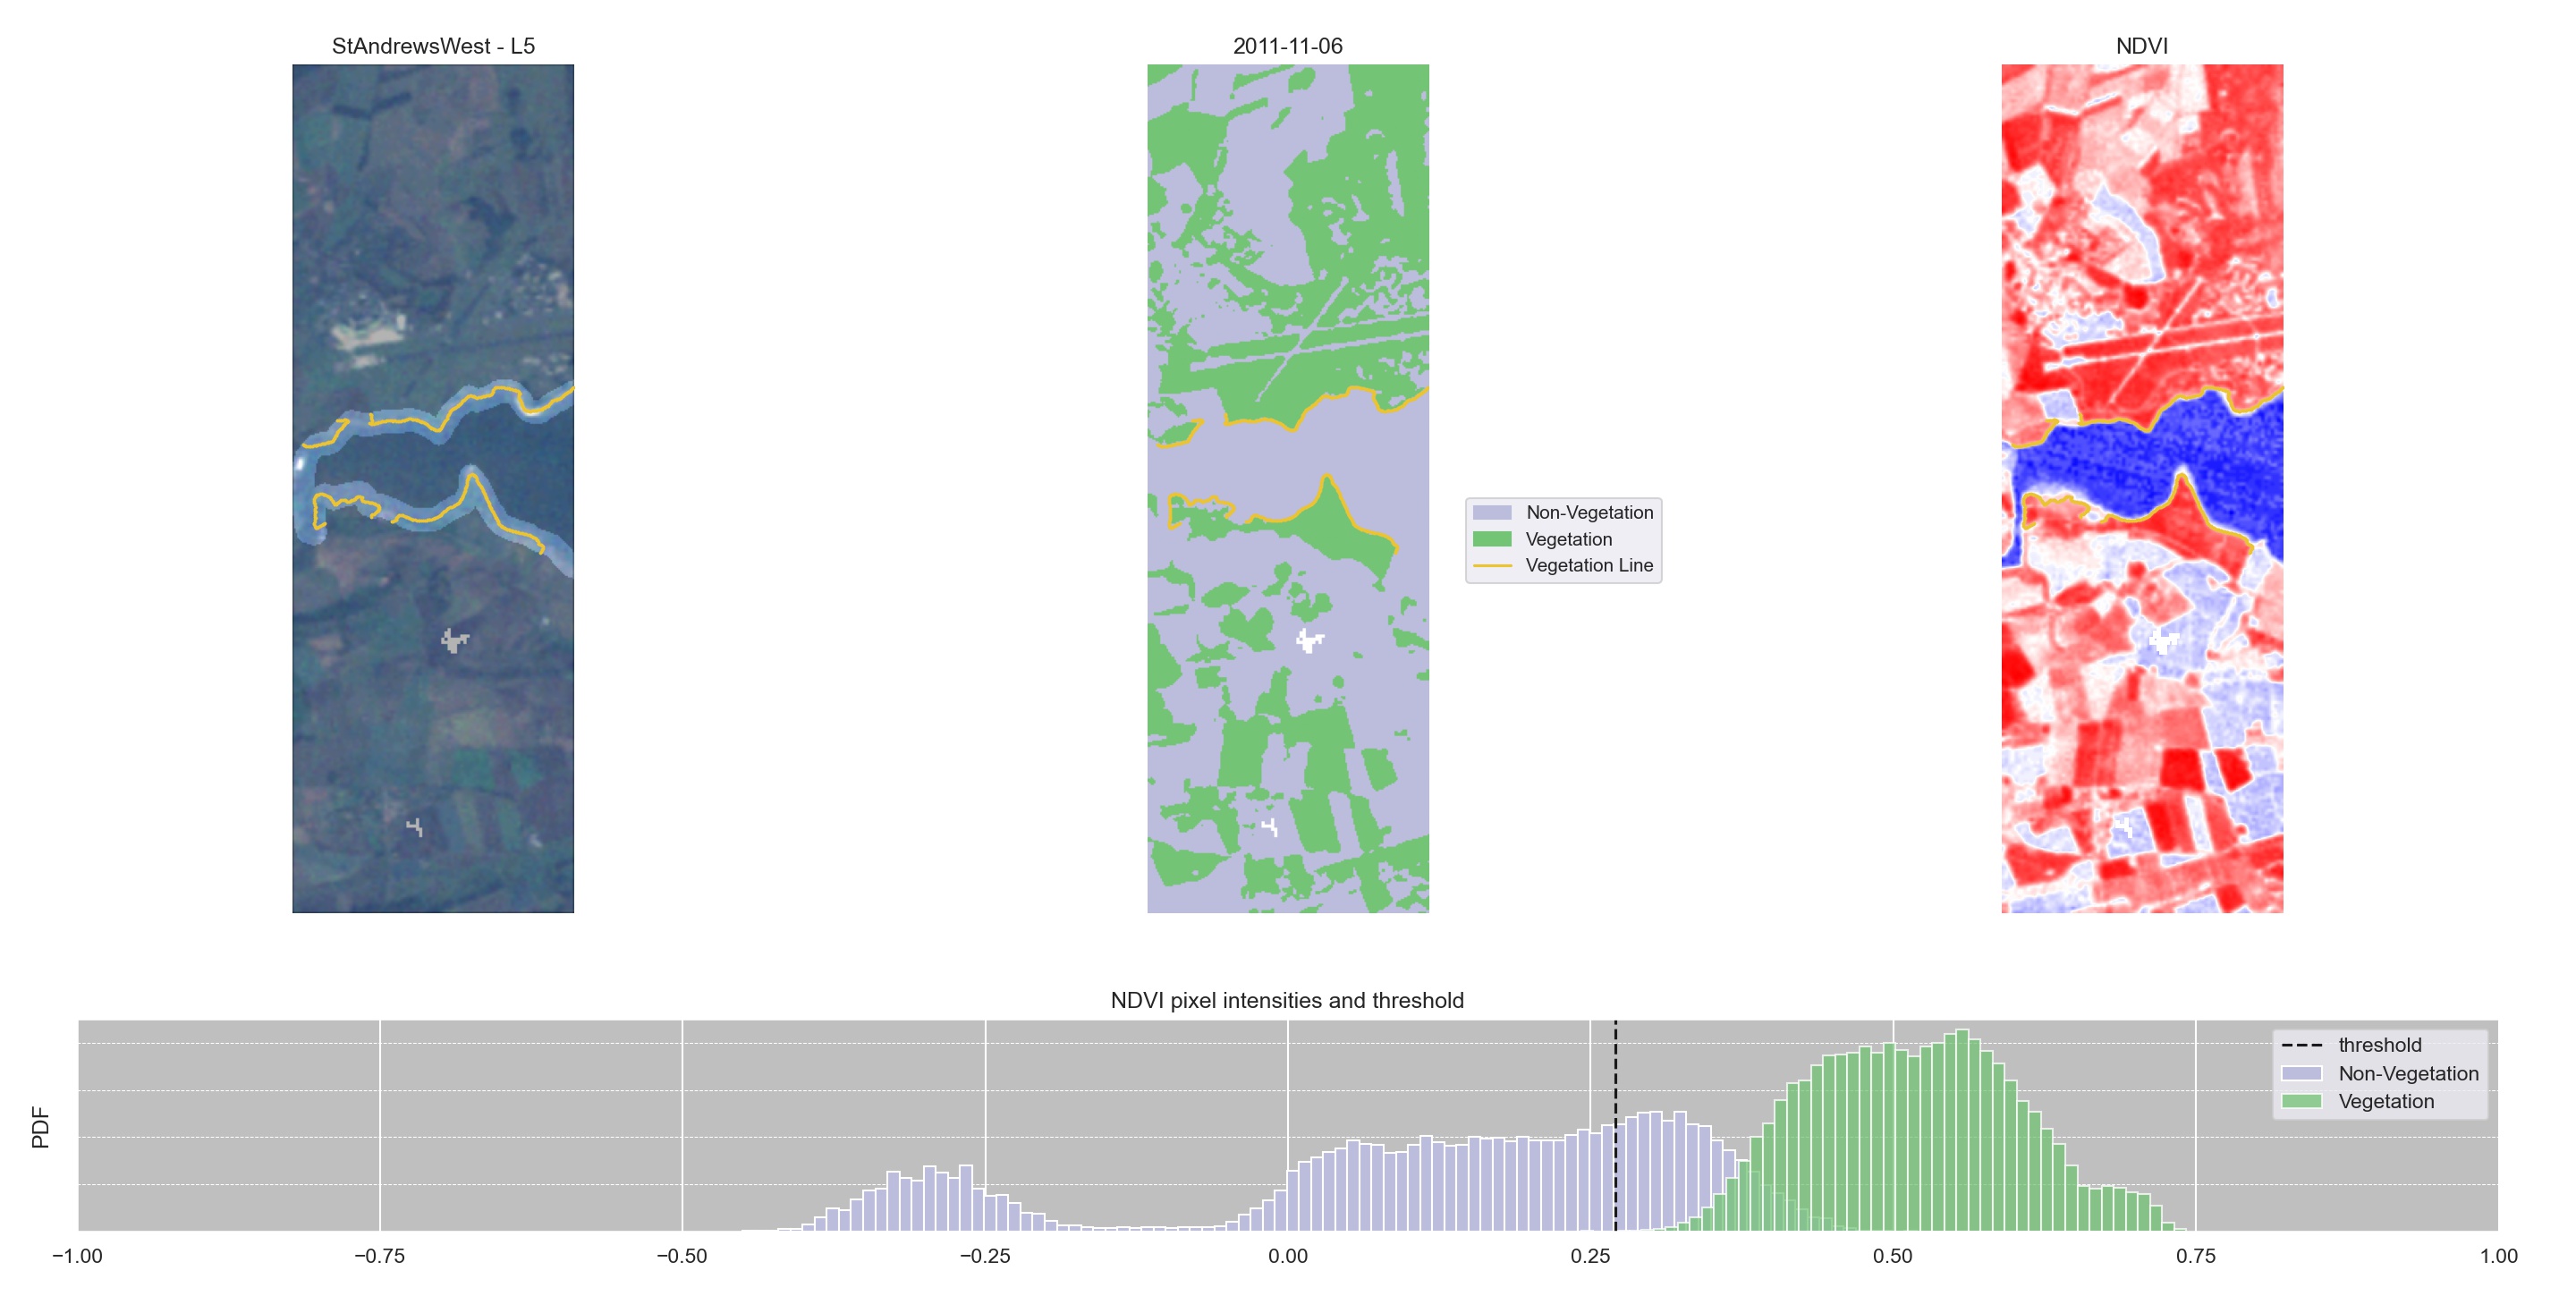 StAndrewsWest - L5
2011-11-06
NDVI
Non-Vegetation
Vegetation
Vegetation Line
NDVI pixel intensities and threshold
PDF
threshold
Non-Vegetation
Vegetation
−1.00 −0.75 −0.50 −0.25 0.00 0.25 0.50 0.75 1.00